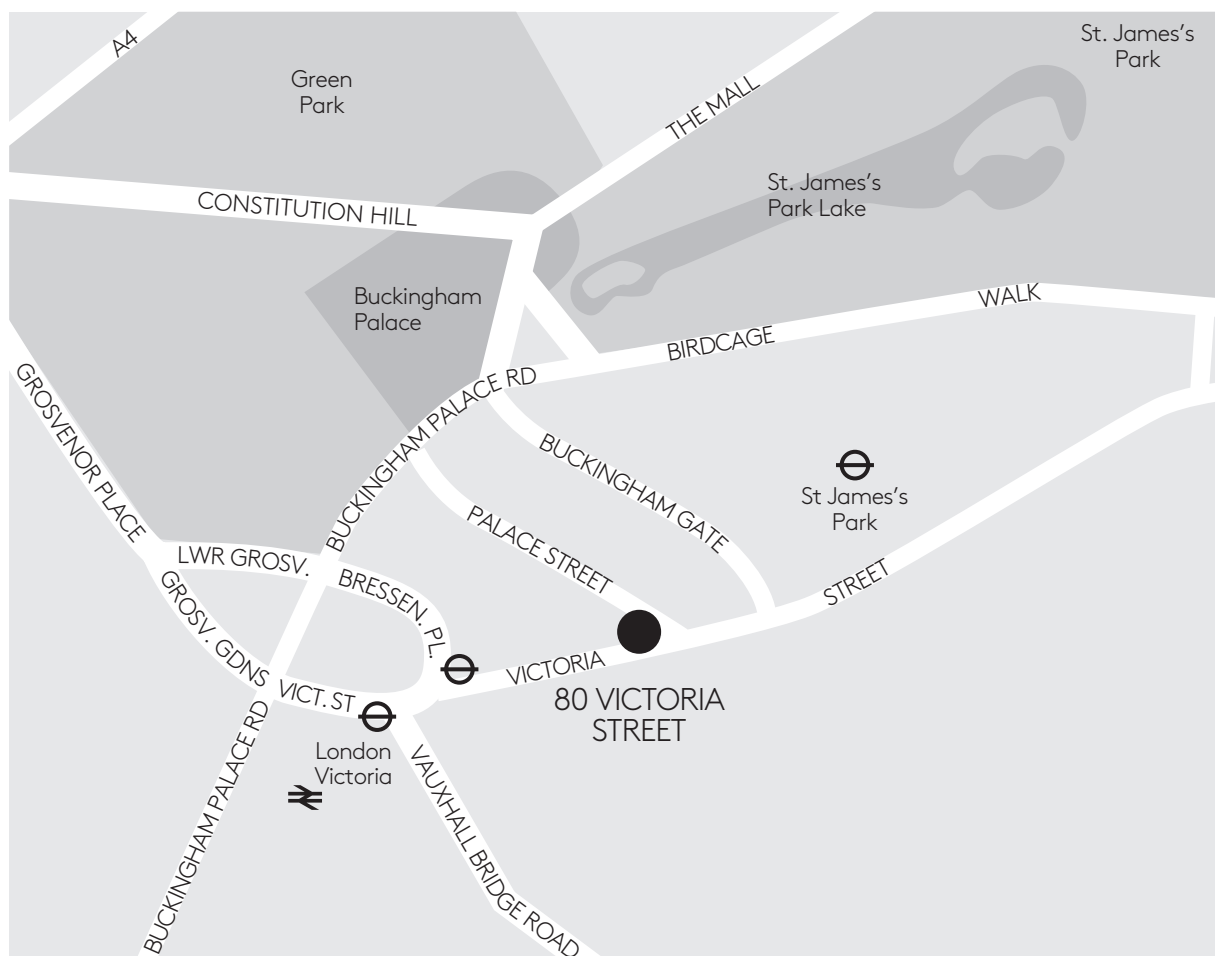 A4
Green
Park
THE MALL
St. James's
Park
CONSTITUTION HILL
St. James's
Park Lake
Buckingham
Palace
WALK
BIRDCAGE
BUCKINGHAM PALACE RD
GROSVENOR PLACE
BUCKINGHAM GATE
St James's
Park
PALACE STREET
LWR GROSV.
BRESSEN. PL.
STREET
GROSV. GDNS
VICTORIA
VICT. ST
80 VICTORIA
STREET
London
Victoria
BUCKINGHAM PALACE RD
VAUXHALL BRIDGE ROAD